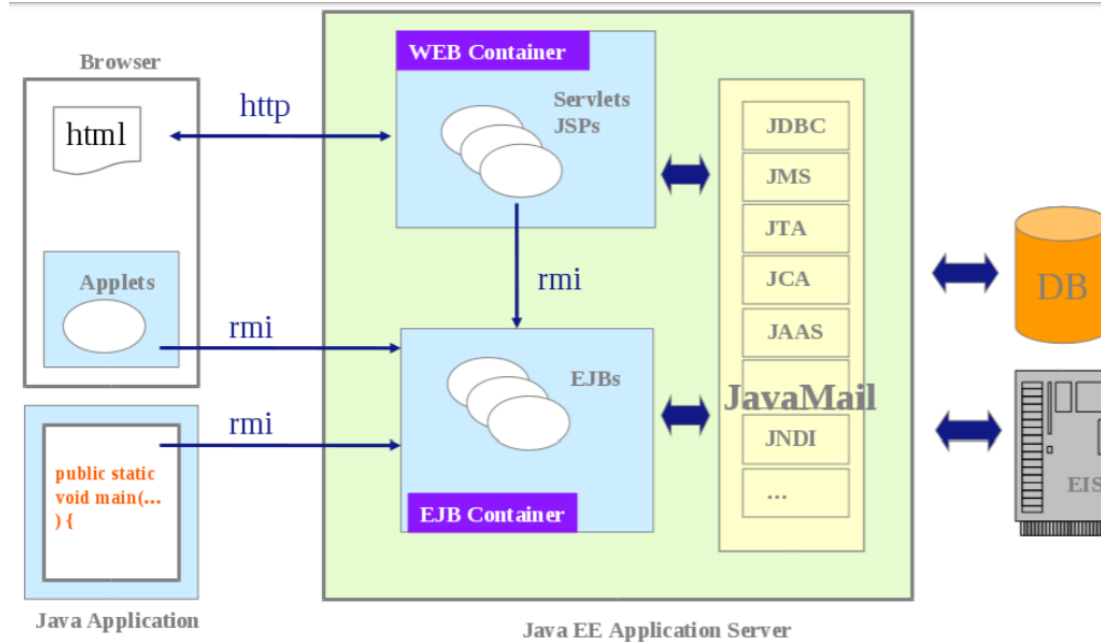 Browser
html
Applets
public static
void main(...
) {
Java Application
http
rmi
rmi
WEB Container
Servlets
JSPs
rmi
EJBs
EJB Container
JDBC
JMS
JTA
JCA
JAAS
JavaMail
JNDI
...
Java EE Application Server
DB
EIS